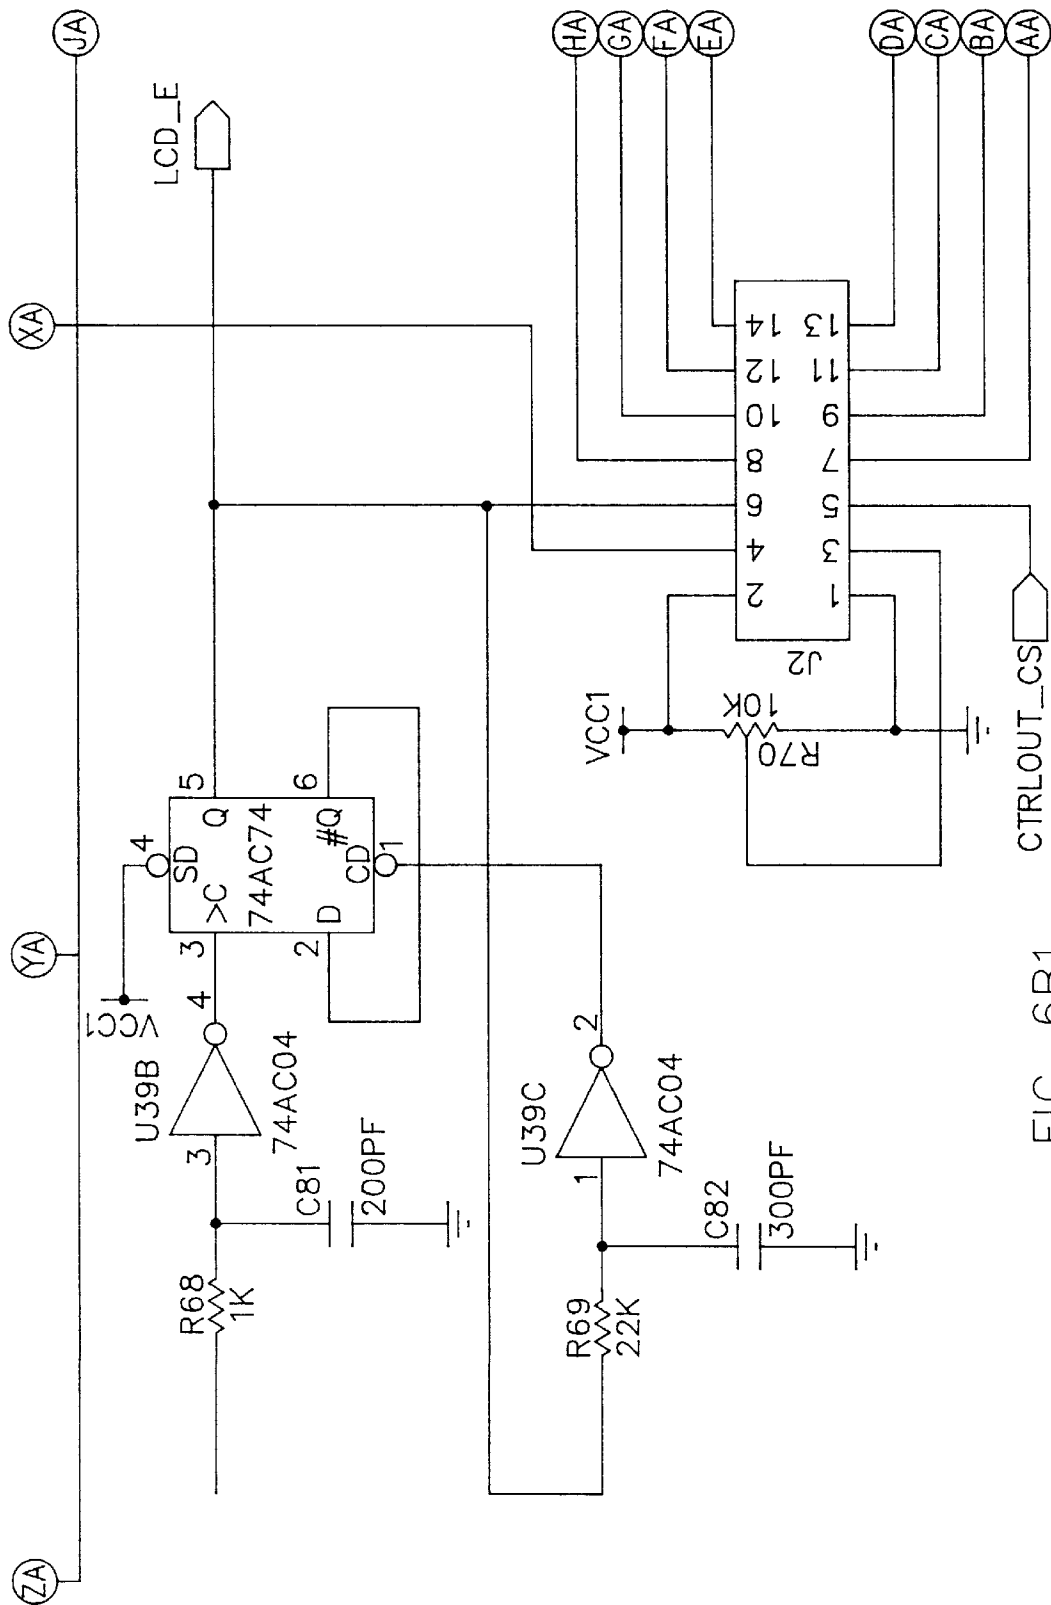 ZA
YA
XA
JA
LCD_E
VCC1
4
SD
U39B
3
4
74AC04
3
>C
Q
5
74AC74
2
D
#Q
6
CD
1
R68
1K
C81
200PF
U39C
1
2
74AC04
R69
22K
C82
300PF
HA
GA
FA
EA
DA
CA
BA
AA
VCC1
R70
10K
J2
2
4
6
8
10
12
14
1
3
5
7
9
11
13
CTRLOUT_CS